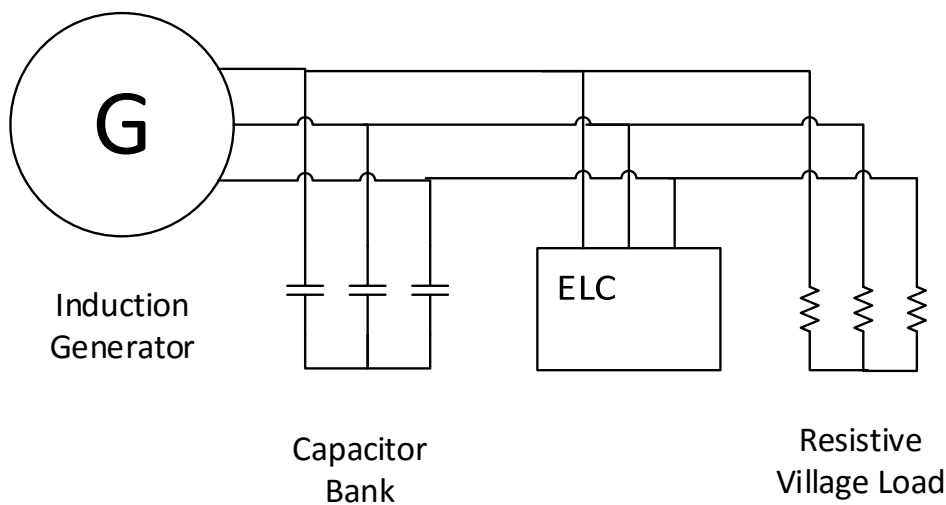 G
ELC
Induction
Generator
Capacitor
Bank
Resistive
Village Load